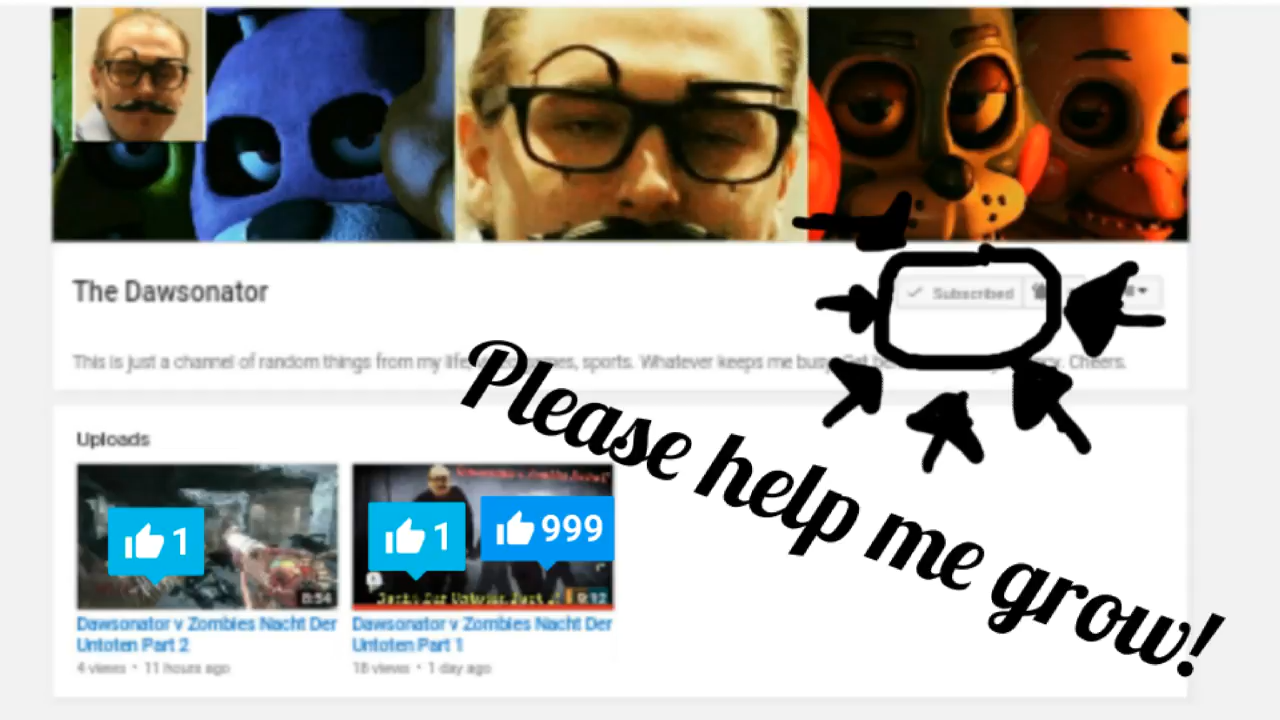 The Dawsonator
Subscribed
This is just a channel of random things from my life, games, sports. Whatever keeps me busy. Cheers.
Please help me grow!
Uploads
1
1
999
8:54
9:12
Dawsonator v Zombies Nacht Der
Untoten Part 2
4 views • 11 hours ago
Dawsonator v Zombies Nacht Der
Untoten Part 1
18 views • 1 day ago